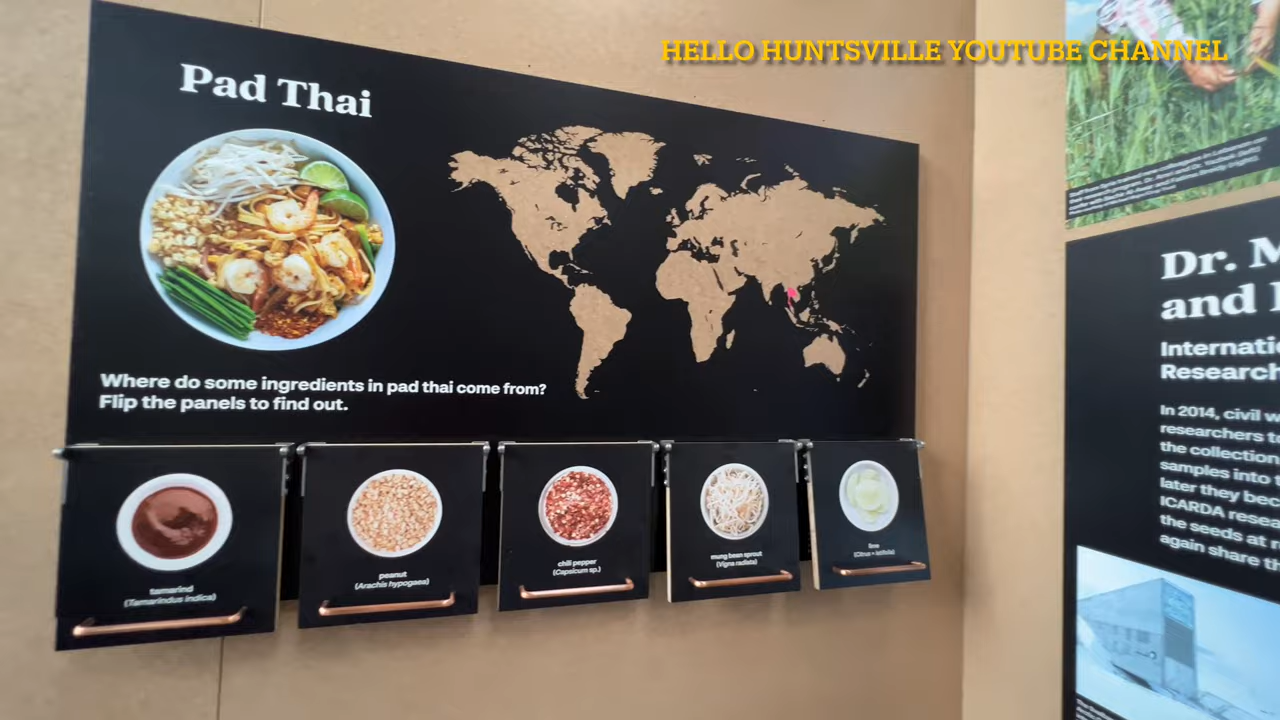 HELLO HUNTSVILLE YOUTUBE CHANNEL
Pad Thai
Where do some ingredients in pad thai come from?
Flip the panels to find out.
tamarind
(Tamarindus indica)
peanut
(Arachis hypogaea)
chili pepper
(Capsicum sp.)
mung bean sprout
(Vigna radiata)
lime
(Citrus × latifolia)
Dr. M
and
Internati
Research
In 2014, civil w
researchers t
the collection
samples into
later they bec
ICARDA resea
the seeds at
again share th